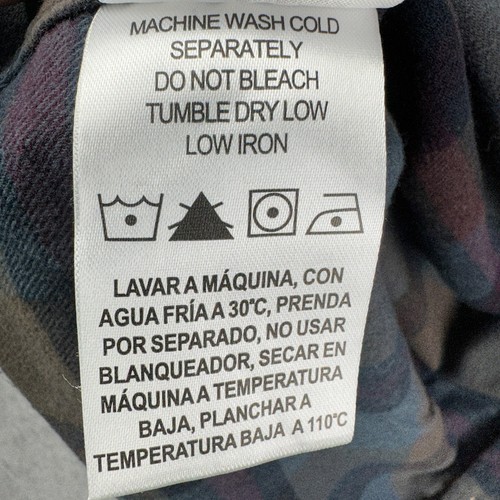 MACHINE WASH COLD
SEPARATELY
DO NOT BLEACH
TUMBLE DRY LOW
LOW IRON
LAVAR A MÁQUINA, CON
AGUA FRÍA A 30°C, PRENDA
POR SEPARADO, NO USAR
BLANQUEADOR, SECAR EN
MÁQUINA A TEMPERATURA
BAJA, PLANCHAR A
TEMPERATURA BAJA A 110°C